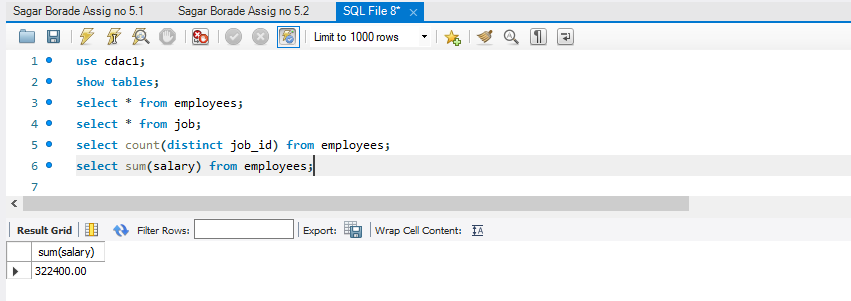 Sagar Borade Assig no 5.1 Sagar Borade Assig no 5.2 SQL File 8*
Limit to 1000 rows
1 use cdac1;
2 show tables;
3 select * from employees;
4 select * from job;
5 select count(distinct job_id) from employees;
6 select sum(salary) from employees;
7
Result Grid Filter Rows: Export: Wrap Cell Content:
sum(salary)
322400.00